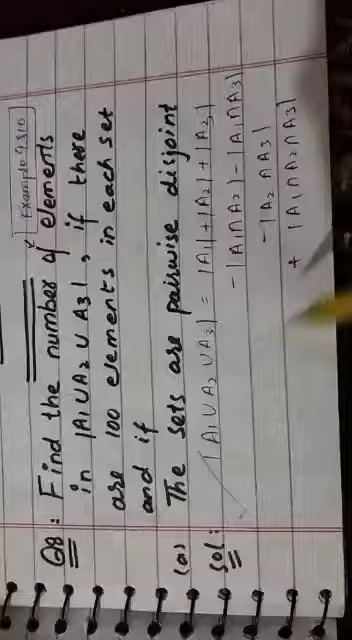 Example 9 &10
Q8: Find the number of elements
in |A1 ∪ A2 ∪ A3|, if there
are 100 elements in each set
and if
(a) The sets are pairwise disjoint
Sol: |A1 ∪ A2 ∪ A3| = |A1| + |A2| + |A3|
- |A1 ∩ A2| - |A1 ∩ A3|
- |A2 ∩ A3|
+ |A1 ∩ A2 ∩ A3|